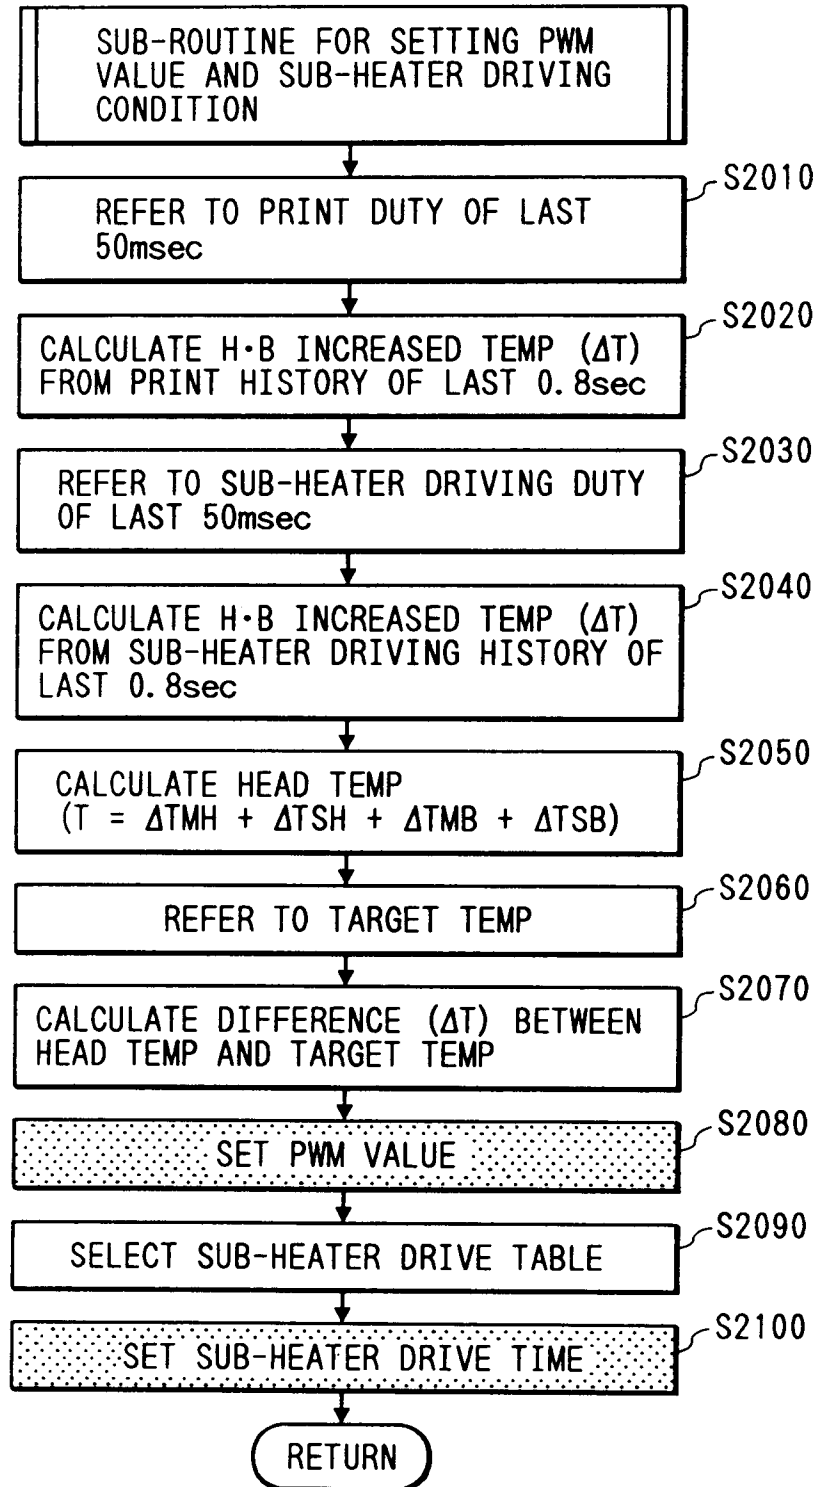 SUB-ROUTINE FOR SETTING PWM
VALUE AND SUB-HEATER DRIVING
CONDITION
S2010
REFER TO PRINT DUTY OF LAST
50msec
S2020
CALCULATE H·B INCREASED TEMP (ΔT)
FROM PRINT HISTORY OF LAST 0.8sec
S2030
REFER TO SUB-HEATER DRIVING DUTY
OF LAST 50msec
S2040
CALCULATE H·B INCREASED TEMP (ΔT)
FROM SUB-HEATER DRIVING HISTORY OF
LAST 0.8sec
S2050
CALCULATE HEAD TEMP
(T = ΔTMH + ΔTSH + ΔTMB + ΔTSB)
S2060
REFER TO TARGET TEMP
S2070
CALCULATE DIFFERENCE (ΔT) BETWEEN
HEAD TEMP AND TARGET TEMP
S2080
SET PWM VALUE
S2090
SELECT SUB-HEATER DRIVE TABLE
S2100
SET SUB-HEATER DRIVE TIME
RETURN